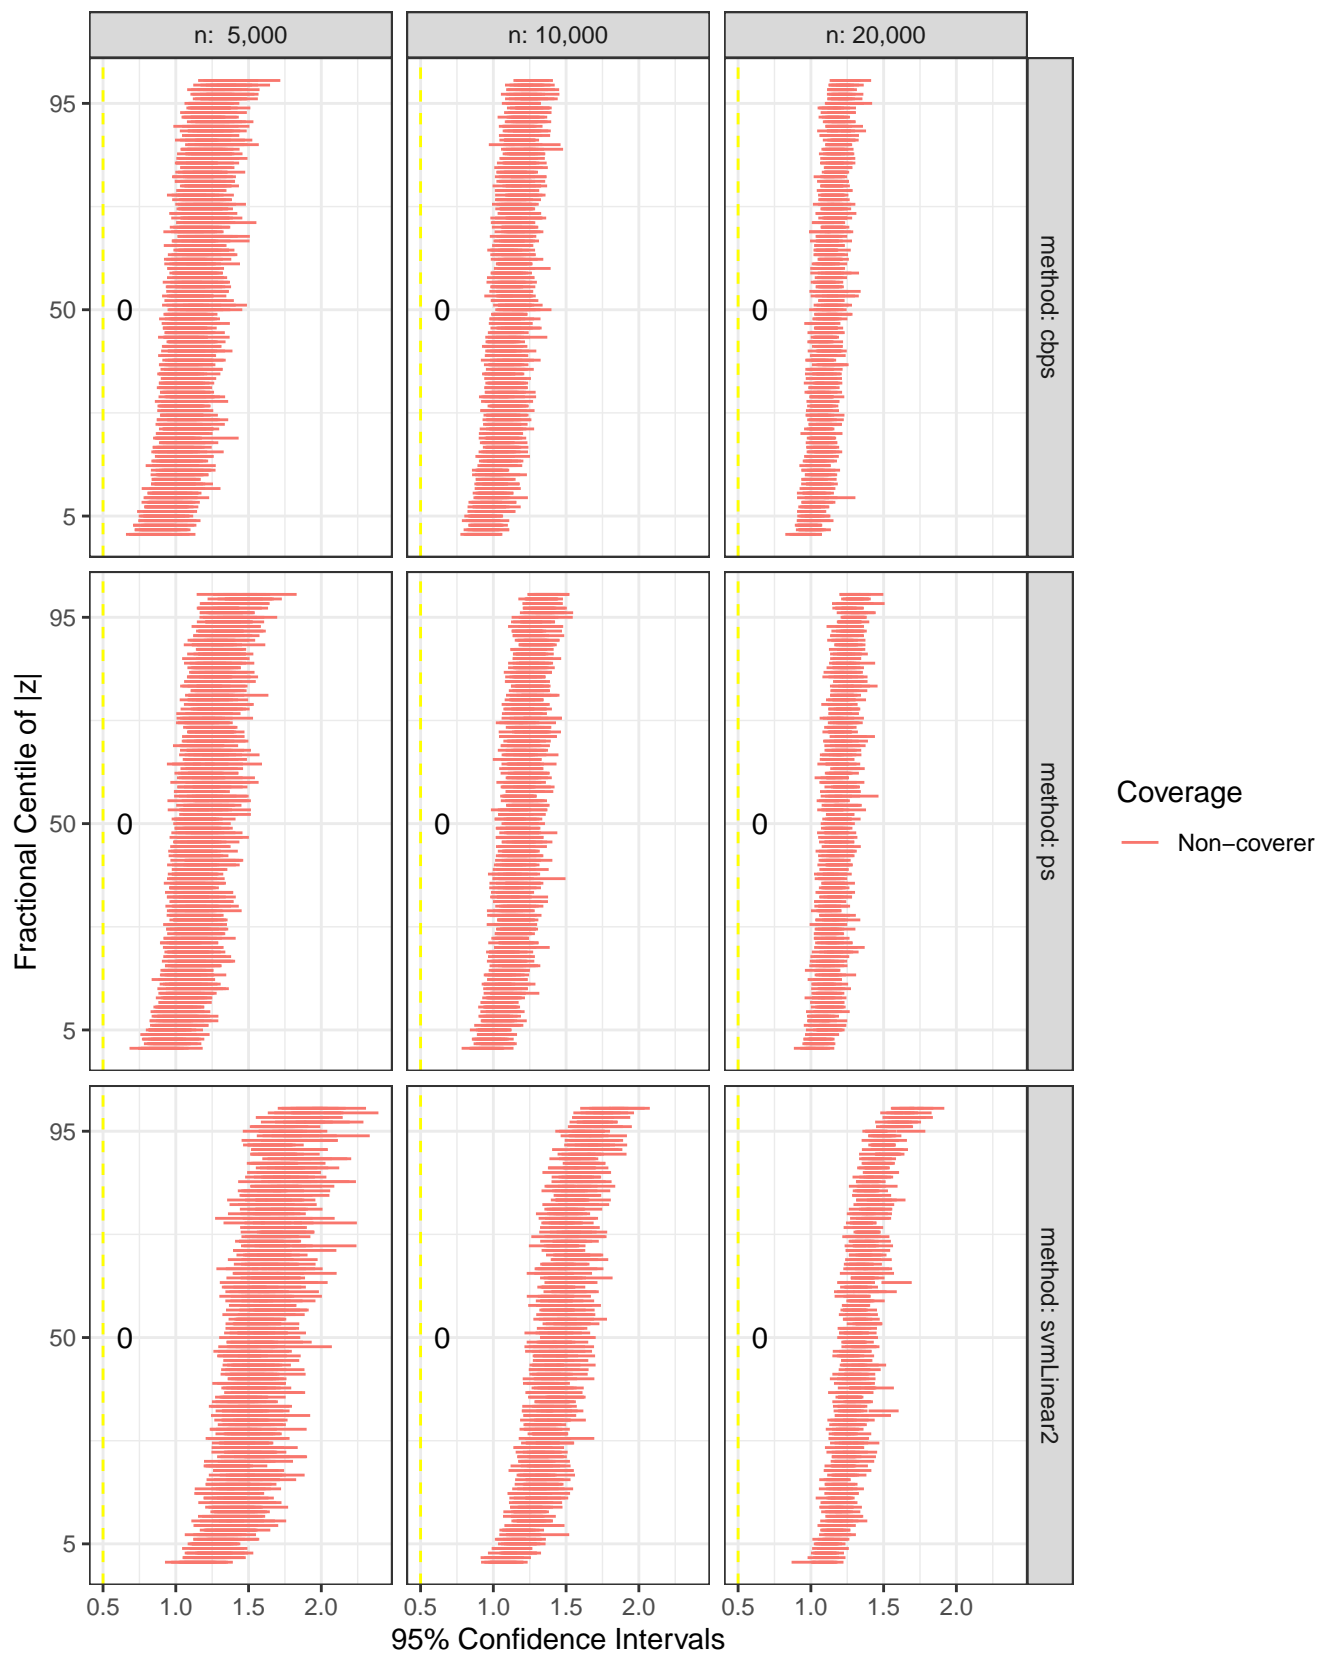 n: 5,000
n: 10,000
n: 20,000
95
50
5
0
0
0
method: cbps
Fractional Centile of |z|
95
50
5
0
0
0
method: ps
Coverage
Non−coverer
95
50
5
0
0
0
method: svmLinear2
0.5 1.0 1.5 2.0
0.5 1.0 1.5 2.0
0.5 1.0 1.5 2.0
95% Confidence Intervals